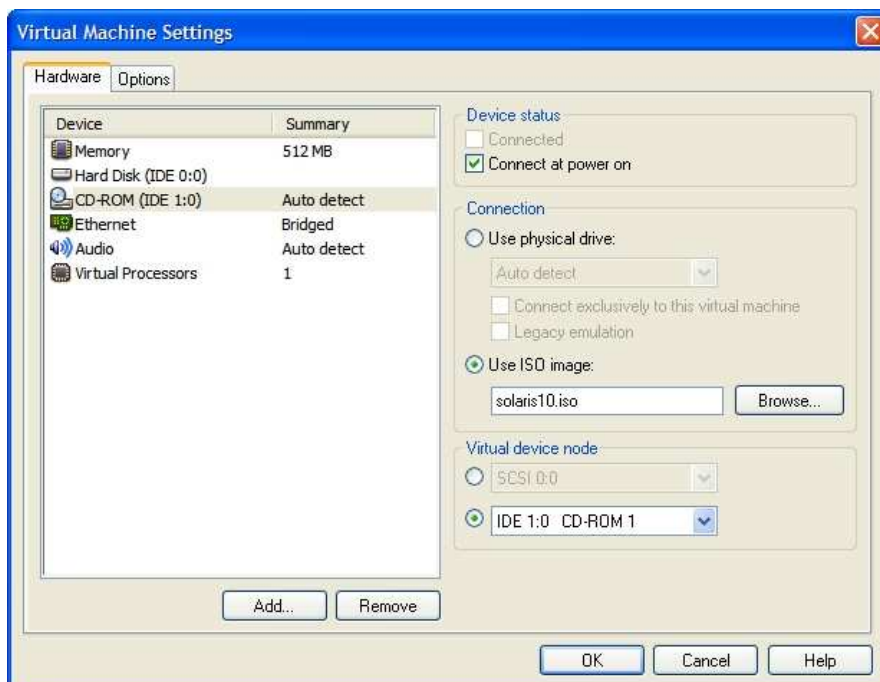 Virtual Machine Settings
Hardware Options
Device Summary
Memory 512 MB
Hard Disk (IDE 0:0)
CD-ROM (IDE 1:0) Auto detect
Ethernet Bridged
Audio Auto detect
Virtual Processors 1
Add... Remove
Device status
Connected
Connect at power on
Connection
Use physical drive:
Auto detect
Connect exclusively to this virtual machine
Legacy emulation
Use ISO image:
solaris10.iso Browse...
Virtual device node
SCSI 0:0
IDE 1:0 CD-ROM 1
OK Cancel Help